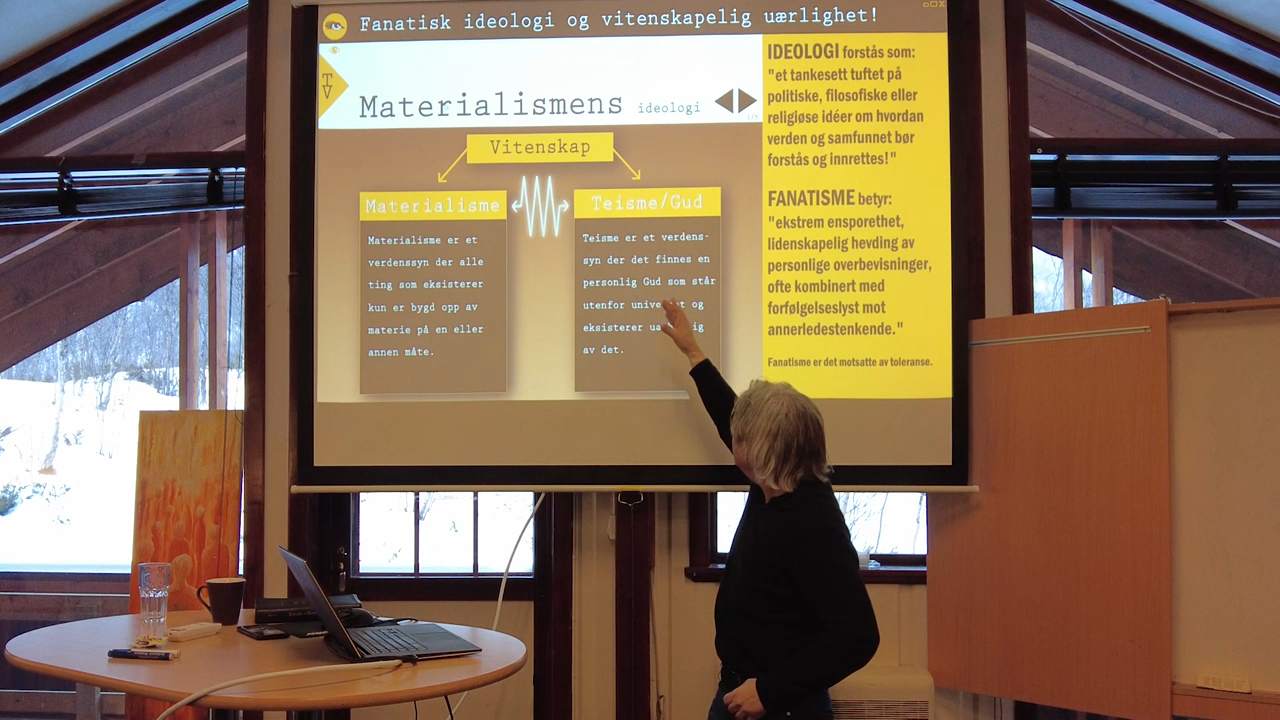 Fanatisk ideologi og vitenskapelig uærlighet!
TV
Materialismens ideologi
Vitenskap
Materialisme
Materialisme er et
verdenssyn der alle
ting som eksisterer
kun er bygd opp av
materie på en eller
annen måte.
Teisme/Gud
Teisme er et verdens-
syn der det finnes en
personlig Gud som står
utenfor og
eksisterer
av det.
IDEOLOGI forstås som:
"et tankesett tuftet på
politiske, filosofiske eller
religiøse idéer om hvordan
verden og samfunnet bør
forstås og innrettes!"
FANATISME betyr:
"ekstrem ensporethet,
lidenskapelig hevding av
personlige overbevisninger,
ofte kombinert med
forfølgelseslyst mot
annerledestenkende."
Fanatisme er det motsatte av toleranse.